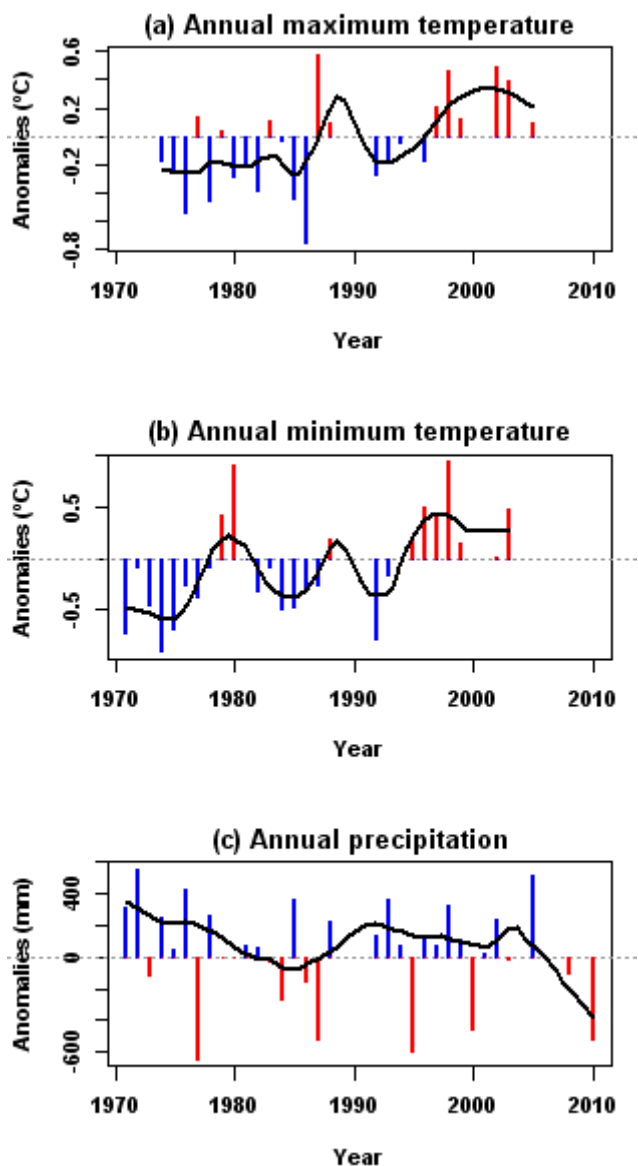 (a) Annual maximum temperature
Anomalies (°C)
0.6
0.2
-0.2
-0.8
1970 1980 1990 2000 2010
Year
(b) Annual minimum temperature
Anomalies (°C)
0.5
-0.5
1970 1980 1990 2000 2010
Year
(c) Annual precipitation
Anomalies (mm)
400
0
-600
1970 1980 1990 2000 2010
Year